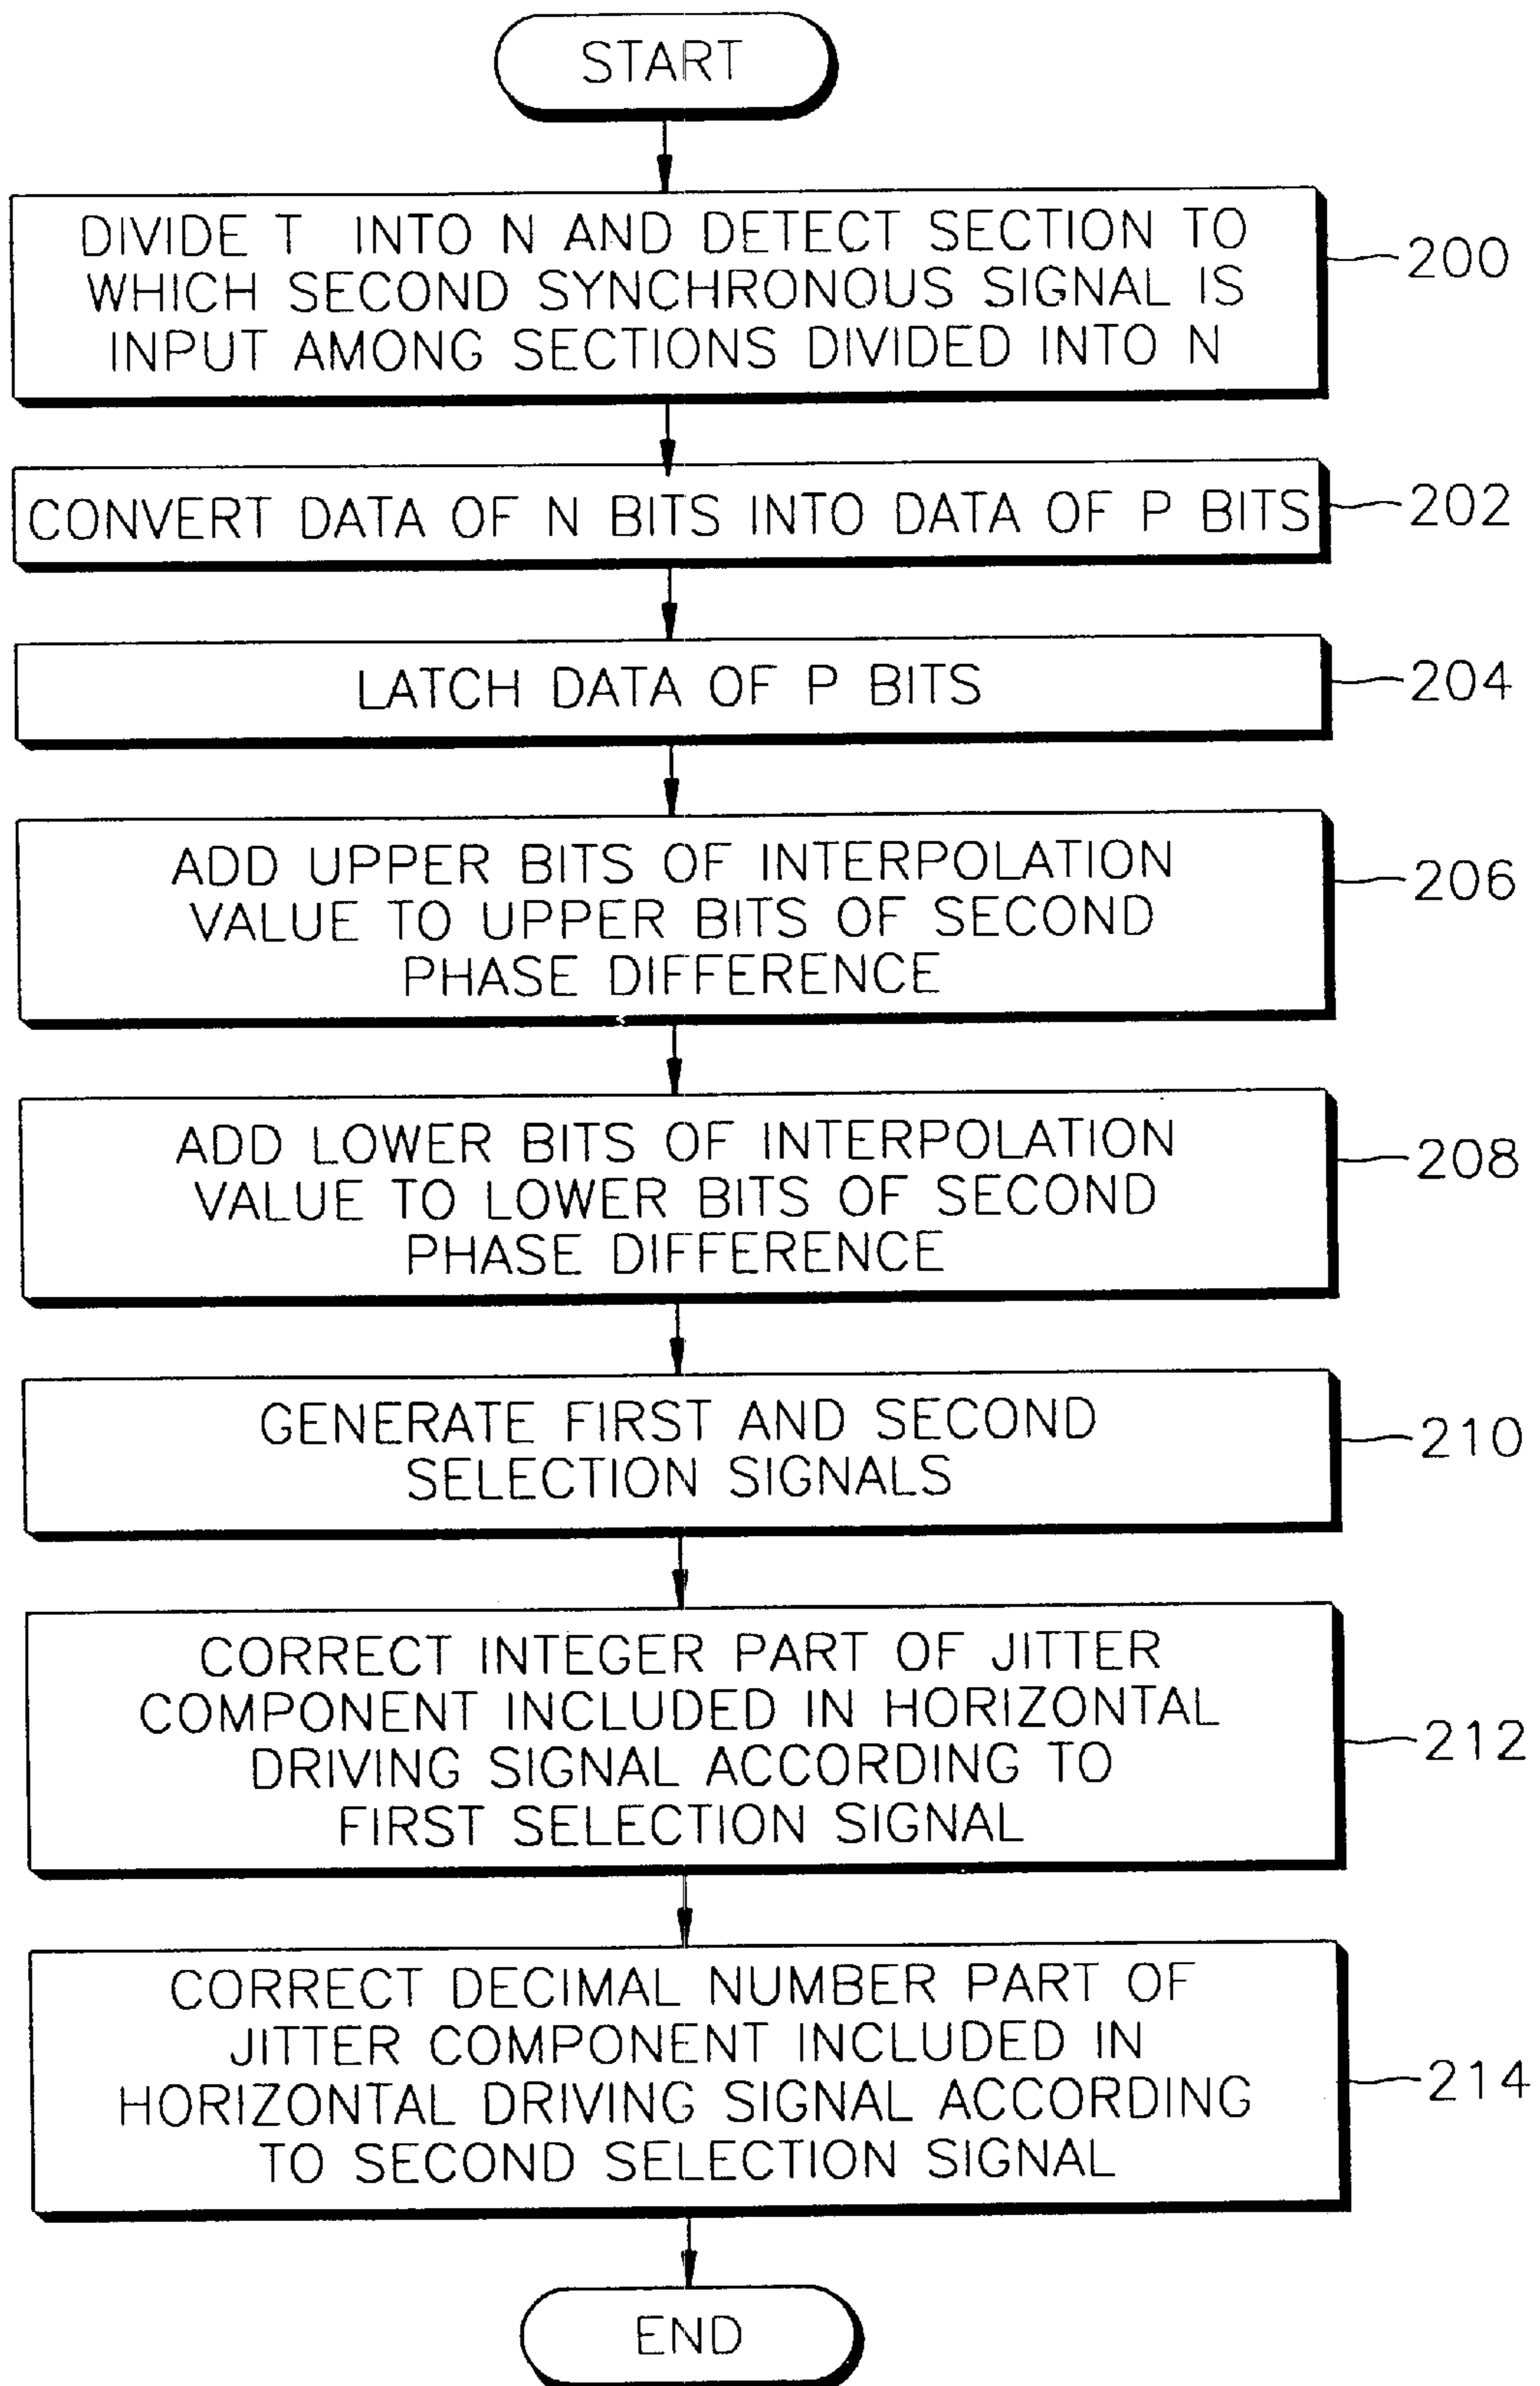 START
DIVIDE T INTO N AND DETECT SECTION TO
WHICH SECOND SYNCHRONOUS SIGNAL IS
INPUT AMONG SECTIONS DIVIDED INTO N
200
CONVERT DATA OF N BITS INTO DATA OF P BITS
202
LATCH DATA OF P BITS
204
ADD UPPER BITS OF INTERPOLATION
VALUE TO UPPER BITS OF SECOND
PHASE DIFFERENCE
206
ADD LOWER BITS OF INTERPOLATION
VALUE TO LOWER BITS OF SECOND
PHASE DIFFERENCE
208
GENERATE FIRST AND SECOND
SELECTION SIGNALS
210
CORRECT INTEGER PART OF JITTER
COMPONENT INCLUDED IN HORIZONTAL
DRIVING SIGNAL ACCORDING TO
FIRST SELECTION SIGNAL
212
CORRECT DECIMAL NUMBER PART OF
JITTER COMPONENT INCLUDED IN
HORIZONTAL DRIVING SIGNAL ACCORDING
TO SECOND SELECTION SIGNAL
214
END